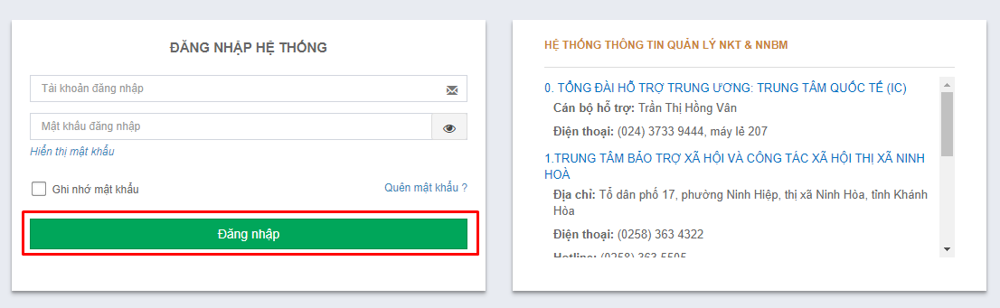 ĐĂNG NHẬP HỆ THỐNG
Tài khoản đăng nhập
Mật khẩu đăng nhập
Hiển thị mật khẩu
Ghi nhớ mật khẩu
Quên mật khẩu ?
Đăng nhập
HỆ THỐNG THÔNG TIN QUẢN LÝ NKT & NNBM
0. TỔNG ĐÀI HỖ TRỢ TRUNG ƯƠNG: TRUNG TÂM QUỐC TẾ (IC)
Cán bộ hỗ trợ: Trần Thị Hồng Vân
Điện thoại: (024) 3733 9444, máy lẻ 207
1.TRUNG TÂM BẢO TRỢ XÃ HỘI VÀ CÔNG TÁC XÃ HỘI THỊ XÃ NINH
HOÀ
Địa chỉ: Tổ dân phố 17, phường Ninh Hiệp, thị xã Ninh Hòa, tỉnh Khánh
Hòa
Điện thoại: (0258) 363 4322
Hotline: (0258) 363 5505